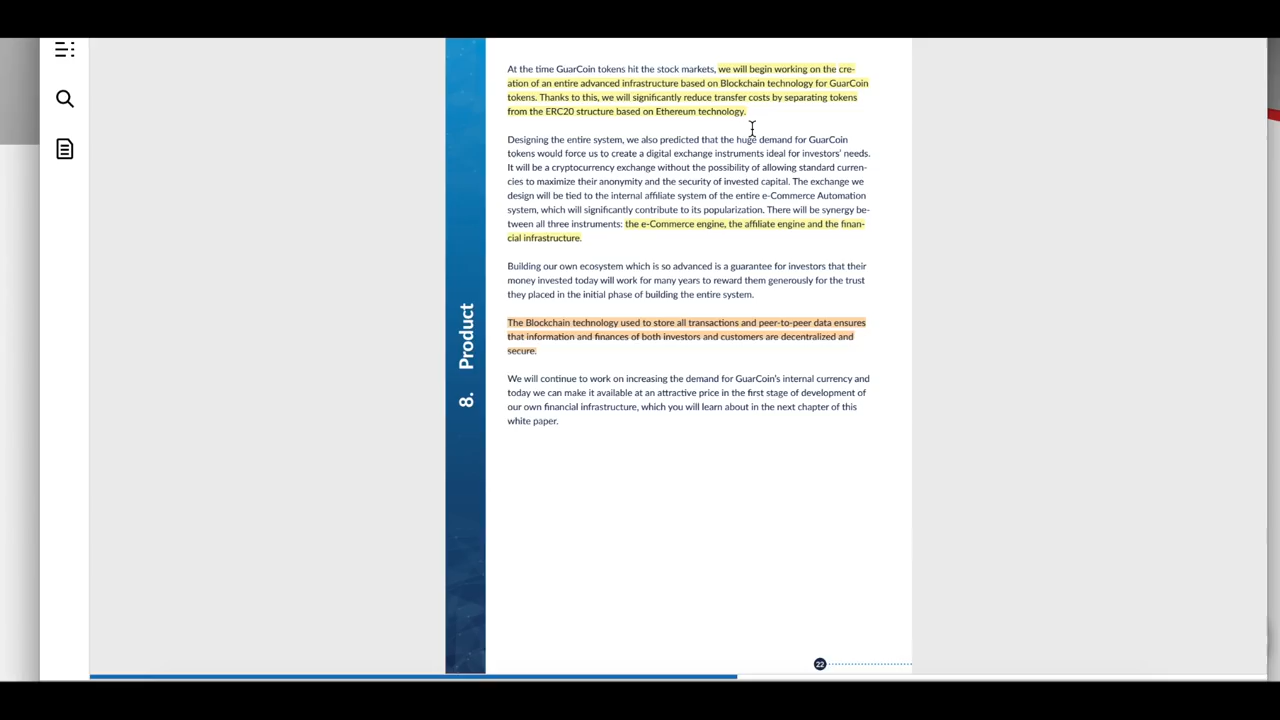 At the time GuarCoin tokens hit the stock markets, we will begin working on the cre-
ation of an entire advanced infrastructure based on Blockchain technology for GuarCoin
tokens. Thanks to this, we will significantly reduce transfer costs by separating tokens
from the ERC20 structure based on Ethereum technology.
Designing the entire system, we also predicted that the huge demand for GuarCoin
tokens would force us to create a digital exchange instruments ideal for investors' needs.
It will be a cryptocurrency exchange without the possibility of allowing standard curren-
cies to maximize their anonymity and the security of invested capital. The exchange we
design will be tied to the internal affiliate system of the entire e-Commerce Automation
system, which will significantly contribute to its popularization. There will be synergy be-
tween all three instruments: the e-Commerce engine, the affiliate engine and the finan-
cial infrastructure.
Building our own ecosystem which is so advanced is a guarantee for investors that their
money invested today will work for many years to reward them generously for the trust
they placed in the initial phase of building the entire system.
The Blockchain technology used to store all transactions and peer-to-peer data ensures
that information and finances of both investors and customers are decentralized and
secure.
We will continue to work on increasing the demand for GuarCoin's internal currency and
today we can make it available at an attractive price in the first stage of development of
our own financial infrastructure, which you will learn about in the next chapter of this
white paper.
8. Product
22